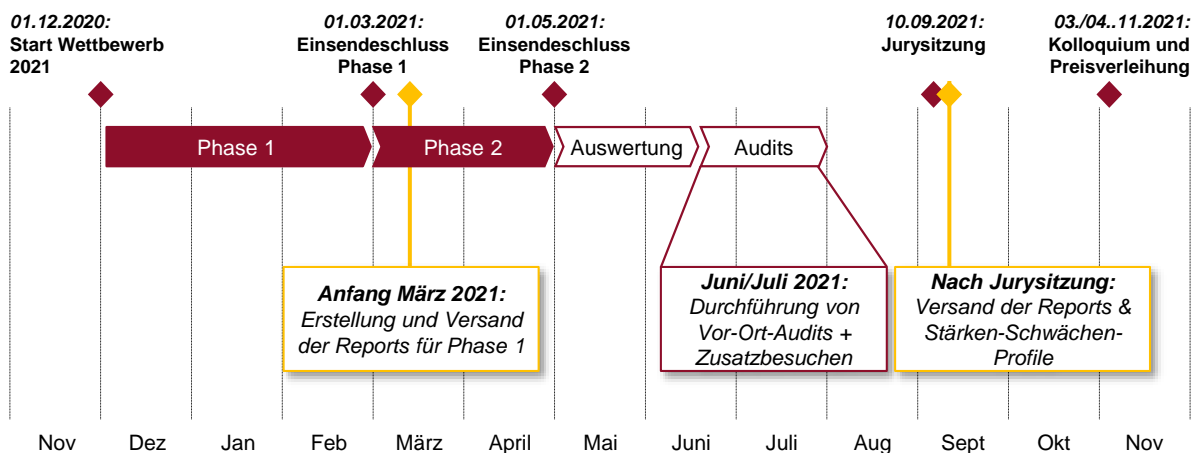 01.12.2020:
Start Wettbewerb
2021
01.03.2021:
Einsendeschluss
Phase 1
01.05.2021:
Einsendeschluss
Phase 2
10.09.2021:
Jurysitzung
03./04..11.2021:
Kolloquium und
Preisverleihung
Phase 1
Phase 2
Auswertung
Audits
Anfang März 2021:
Erstellung und Versand
der Reports für Phase 1
Juni/Juli 2021:
Durchführung von
Vor-Ort-Audits +
Zusatzbesuchen
Nach Jurysitzung:
Versand der Reports &
Stärken-Schwächen-
Profile
Nov Dez Jan Feb März April Mai Juni Juli Aug Sept Okt Nov